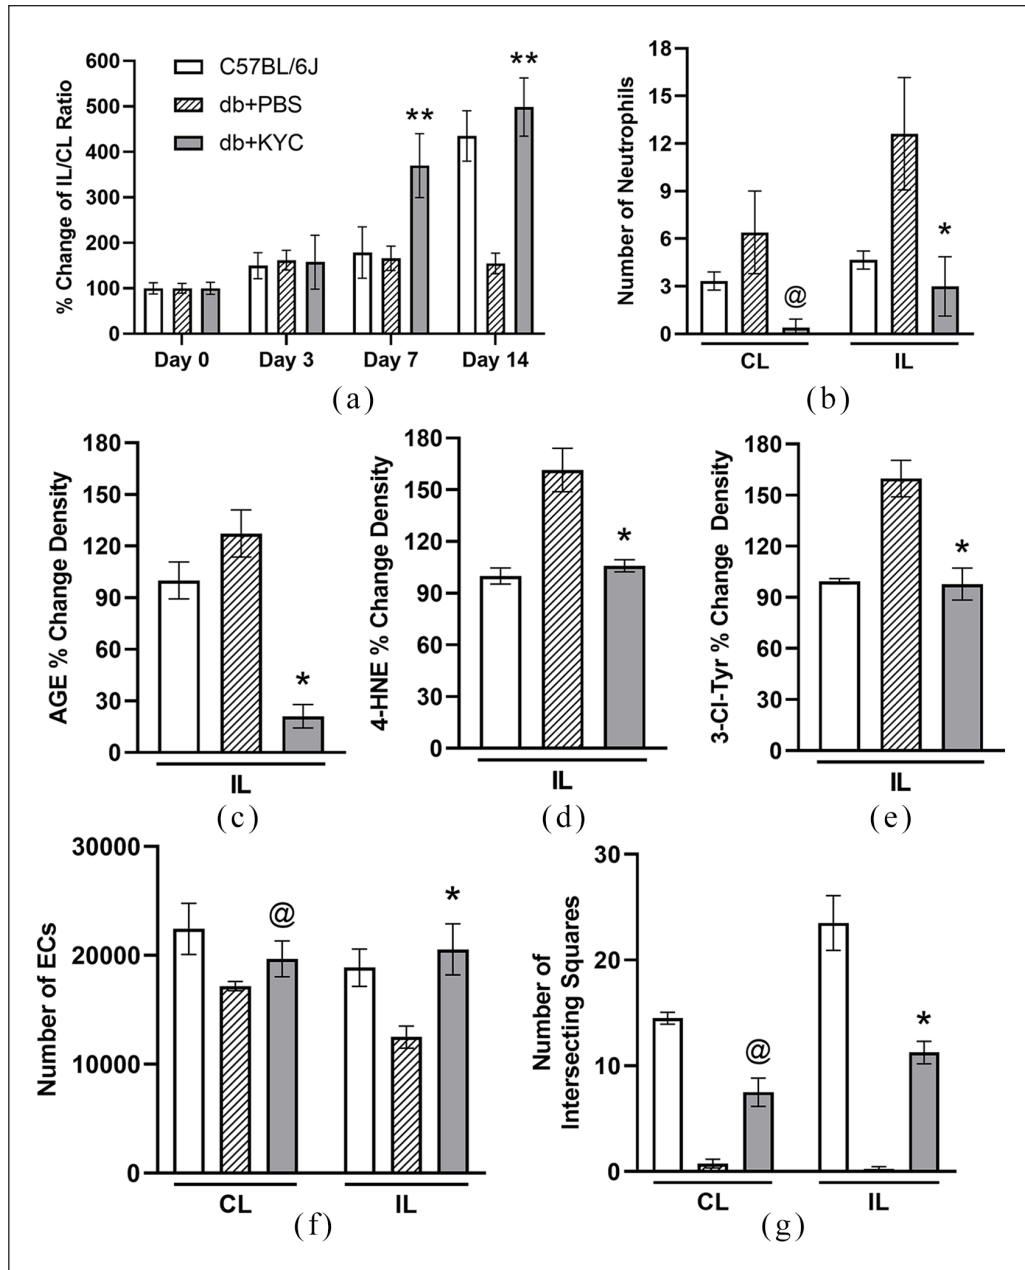 % Change of IL/CL Ratio
600
500
400
300
200
100
0
C57BL/6J
db+PBS
db+KYC
**
**
Day 0 Day 3 Day 7 Day 14
(a)
Number of Neutrophils
18
15
12
9
6
3
0
@
*
CL IL
(b)
AGE % Change Density
180
150
120
90
60
30
0
*
IL
(c)
4-HNE % Change Density
180
150
120
90
60
30
0
*
IL
(d)
3-Cl-Tyr % Change Density
180
150
120
90
60
30
0
*
IL
(e)
Number of ECs
30000
20000
10000
0
@
*
CL IL
(f)
Number of
Intersecting Squares
30
20
10
0
@
*
CL IL
(g)